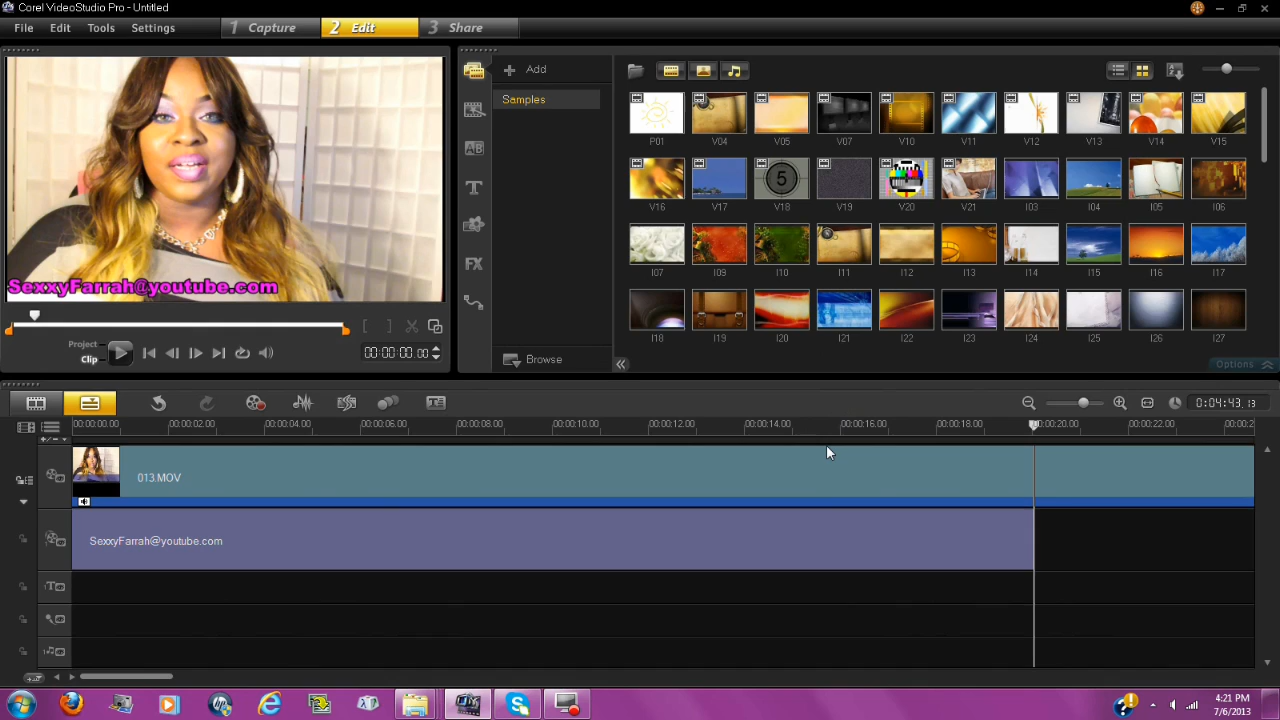 Corel VideoStudio Pro - Untitled
File Edit Tools Settings 1 Capture 2 Edit 3 Share
SexxyFarrah@youtube.com
Project
Clip
00:00:00.00
Add
Samples
Browse
P01 V04 V05 V07 V10 V11 V12 V13 V14 V15
5
V16 V17 V18 V19 V20 V21 I03 I04 I05 I06
I07 I09 I10 I11 I12 I13 I14 I15 I16 I17
I18 I19 I20 I21 I22 I23 I24 I25 I26 I27
Options
0:04:43.13
00:00:00.00 00:00:02.00 00:00:04.00 00:00:06.00 00:00:08.00 00:00:10.00 00:00:12.00 00:00:14.00 00:00:16.00 00:00:18.00 00:00:20.00 00:00:22.00 00:00:2
013.MOV
SexxyFarrah@youtube.com
4:21 PM
7/6/2013